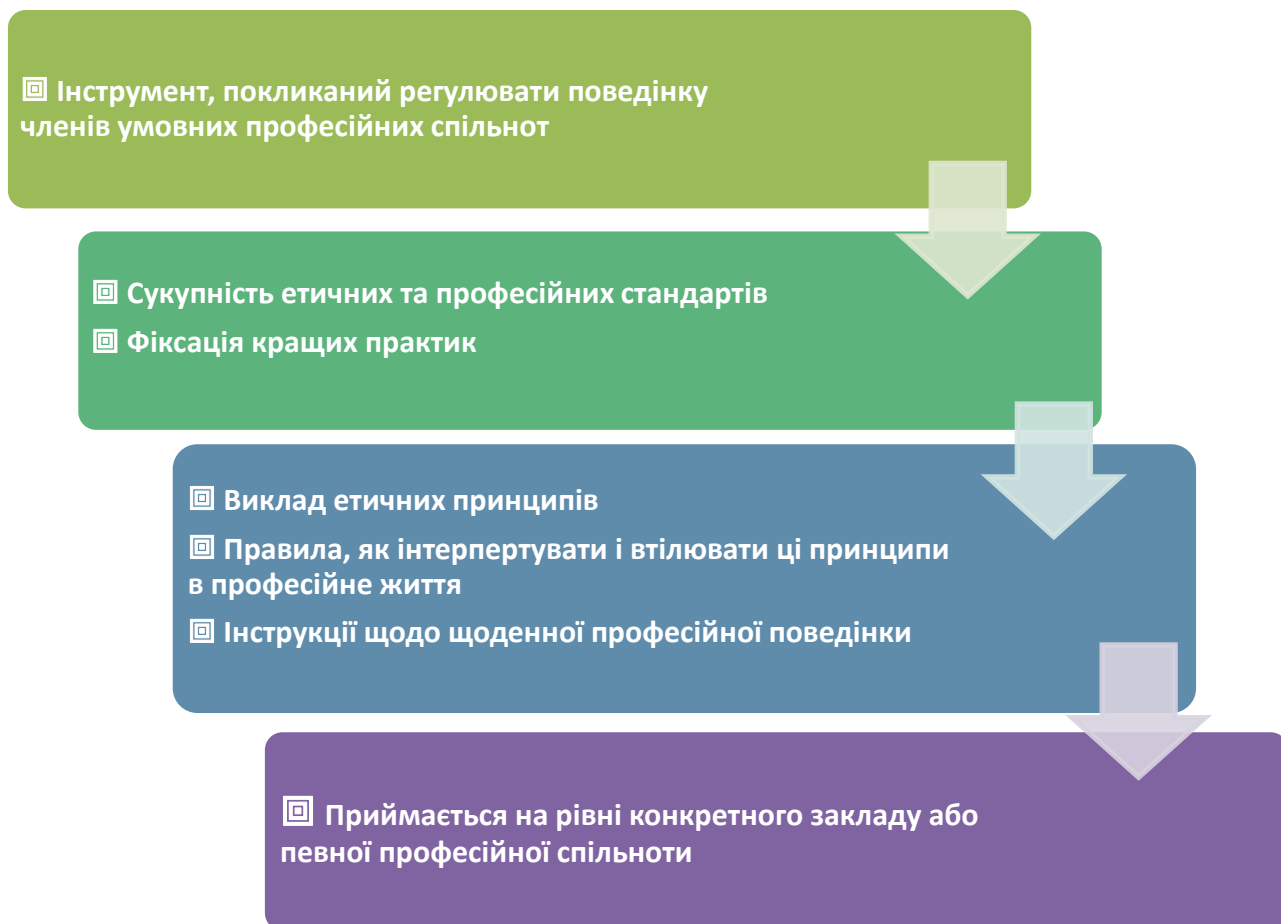 ▣ Інструмент, покликаний регулювати поведінку
членів умовних професійних спільнот
▣ Сукупність етичних та професійних стандартів
▣ Фіксація кращих практик
▣ Виклад етичних принципів
▣ Правила, як інтерпертувати і втілювати ці принципи
в професійне життя
▣ Інструкції щодо щоденної професійної поведінки
▣ Приймається на рівні конкретного закладу або
певної професійної спільноти